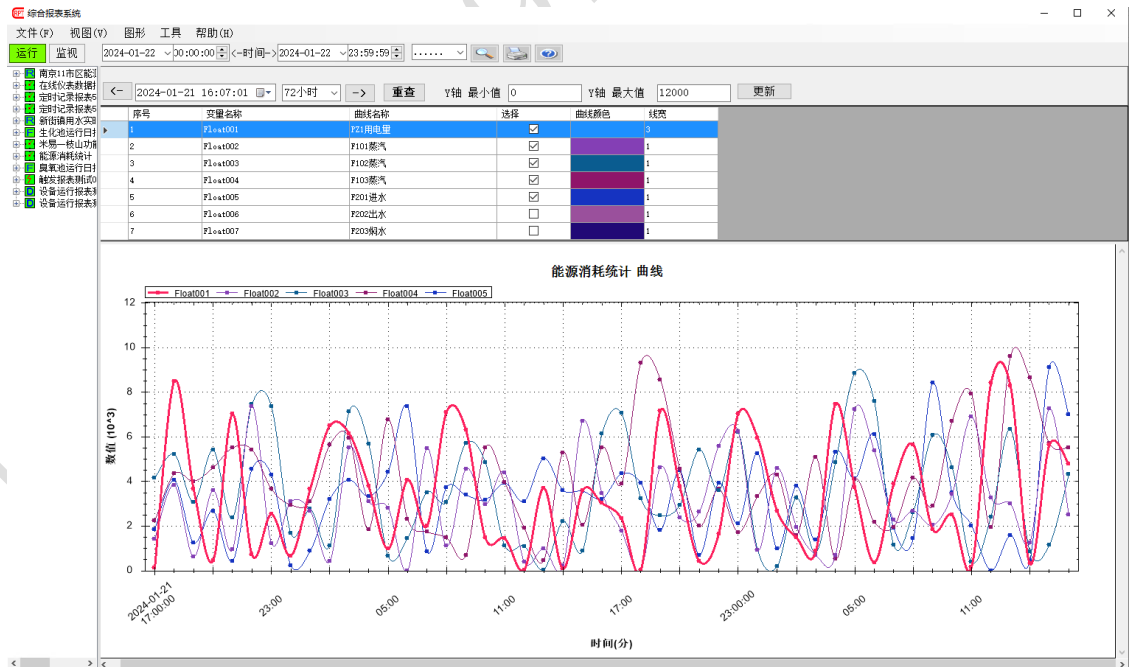 RPT 综合报表系统
文件(F) 视图(V) 图形 工具 帮助(H)
运行 监视 2024-01-22 00:00:00 <-时间-> 2024-01-22 23:59:59 ......
南京11市区能
在线仪表数据
定时记录报表
定时记录报表
新街镇用水实
生化池运行日
米易一枝山功
能源消耗统计
臭氧池运行日
触发报表测试
设备运行报表
设备运行报表
<- 2024-01-21 16:07:01 72小时 -> 重查 Y轴 最小值 0 Y轴 最大值 12000 更新
序号 变量名称 曲线名称 选择 曲线颜色 线宽
1 Float001 PZ1用电里 3
2 Float002 F101蒸汽 1
3 Float003 F102蒸汽 1
4 Float004 F103蒸汽 1
5 Float005 F201进水 1
6 Float006 F202出水 1
7 Float007 F203焖水 1
能源消耗统计 曲线
Float001 Float002 Float003 Float004 Float005
数值 (10^3)
12
10
8
6
4
2
0
2024-01-21
17:00:00
23:00
05:00
11:00
17:00
23:00:00
05:00
11:00
时间(分)